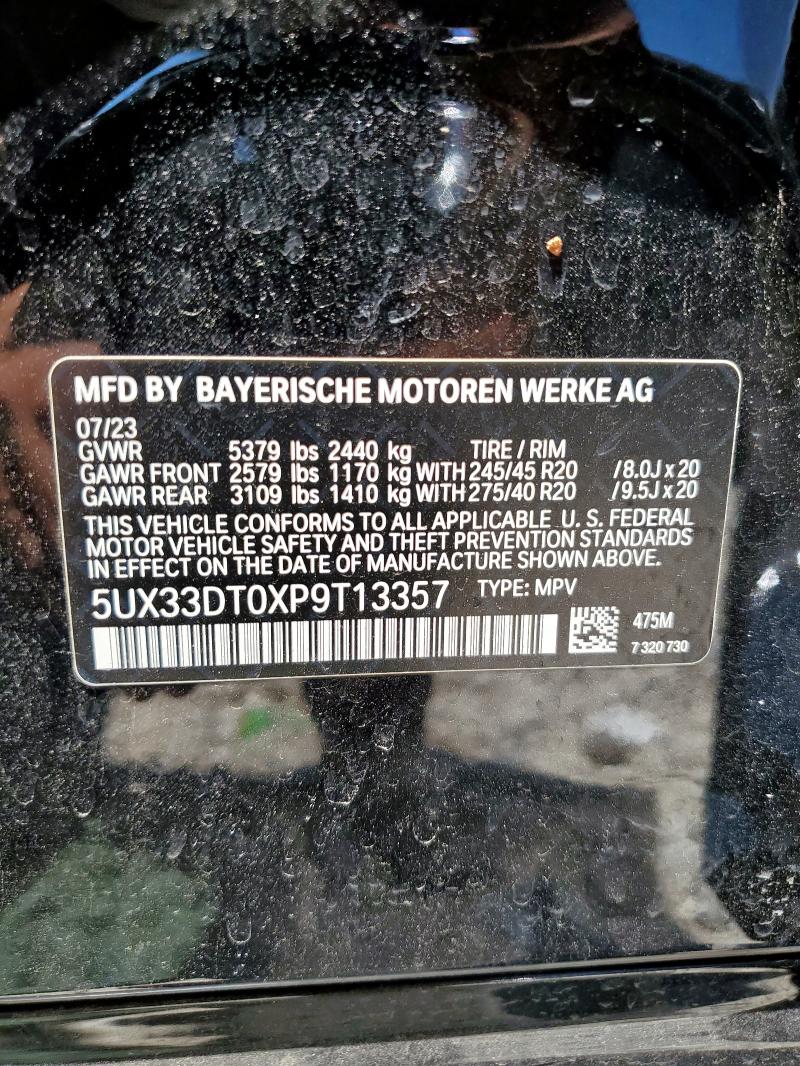 MFD BY BAYERISCHE MOTOREN WERKE AG
07/23
GVWR 5379 lbs 2440 kg TIRE / RIM
GAWR FRONT 2579 lbs 1170 kg WITH 245/45 R20 /8.0J x 20
GAWR REAR 3109 lbs 1410 kg WITH 275/40 R20 /9.5J x 20
THIS VEHICLE CONFORMS TO ALL APPLICABLE U. S. FEDERAL
MOTOR VEHICLE SAFETY AND THEFT PREVENTION STANDARDS
IN EFFECT ON THE DATE OF MANUFACTURE SHOWN ABOVE.
5UX33DT0XP9T13357 TYPE: MPV
475M
7 320 730